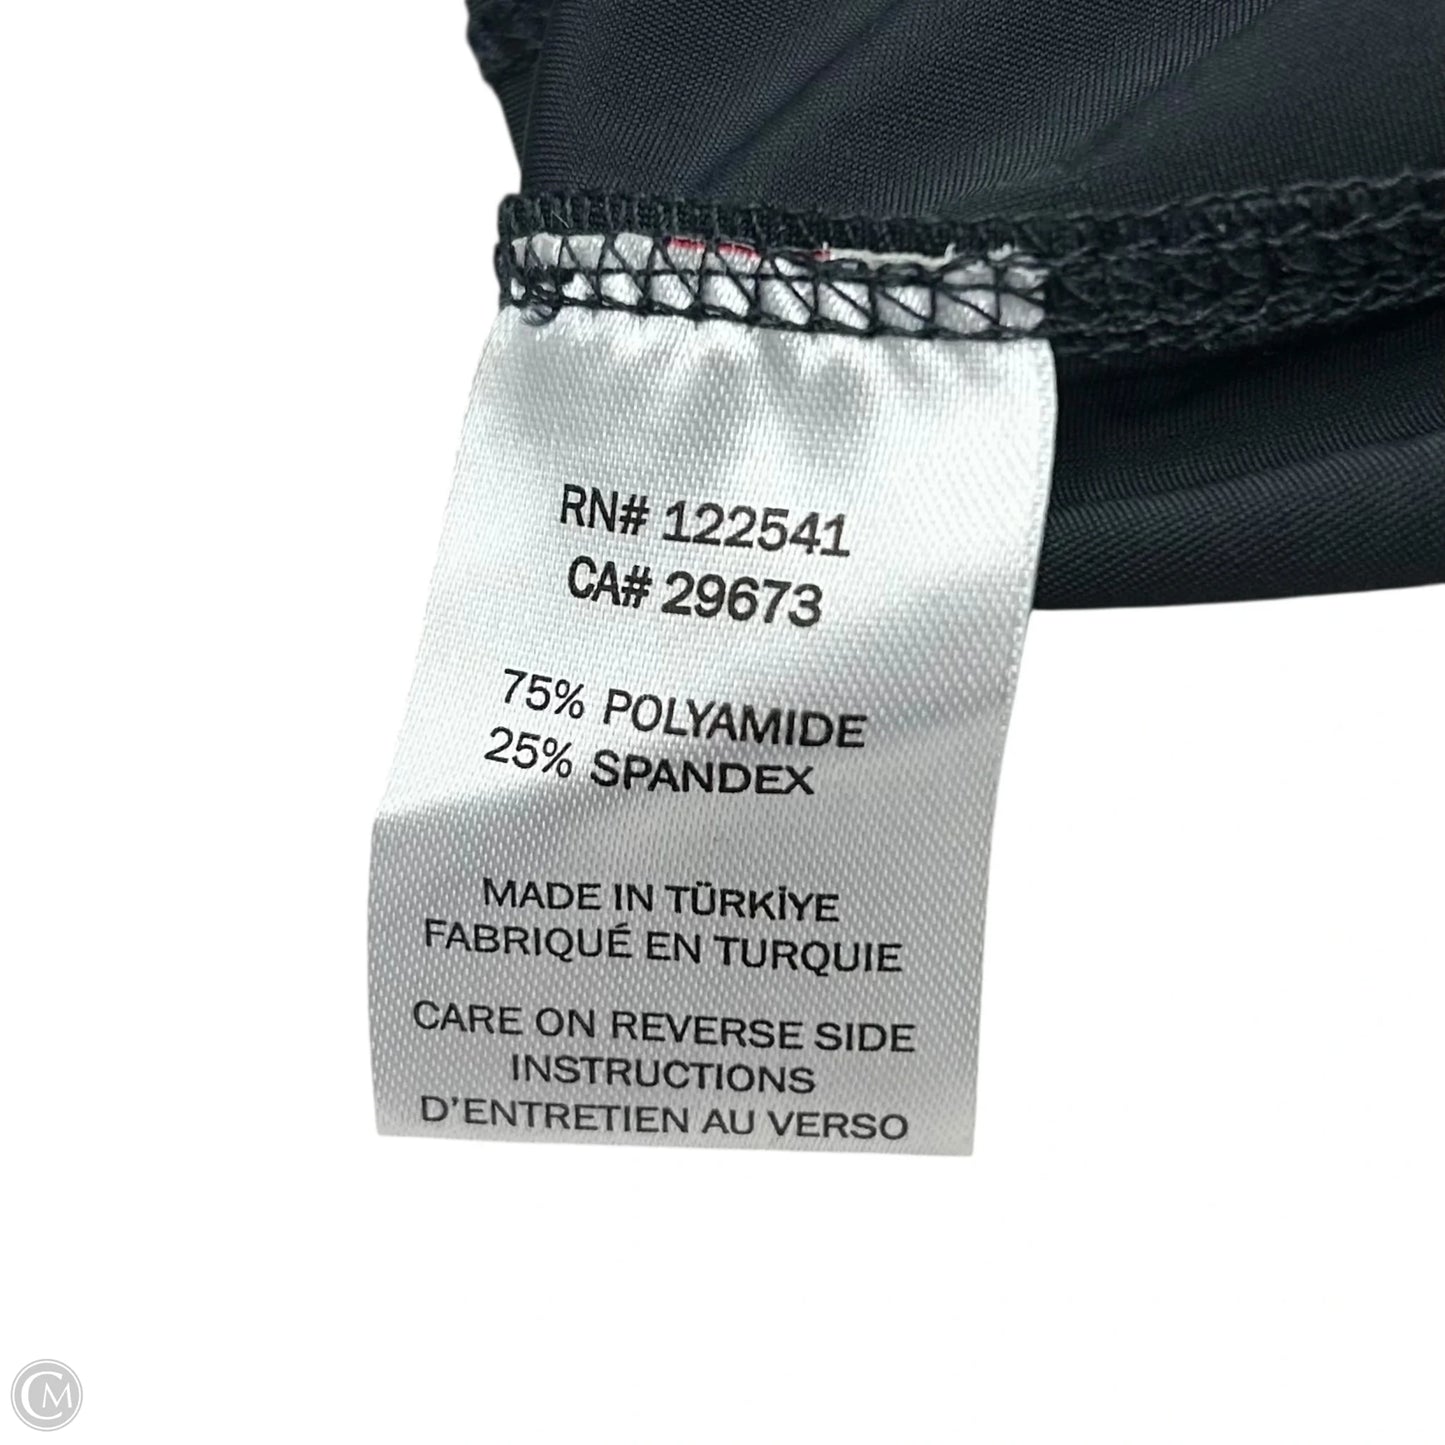 RN# 122541
CA# 29673
75% POLYAMIDE
25% SPANDEX
MADE IN TÜRKİYE
FABRIQUÉ EN TURQUIE
CARE ON REVERSE SIDE
INSTRUCTIONS
D'ENTRETIEN AU VERSO
CM